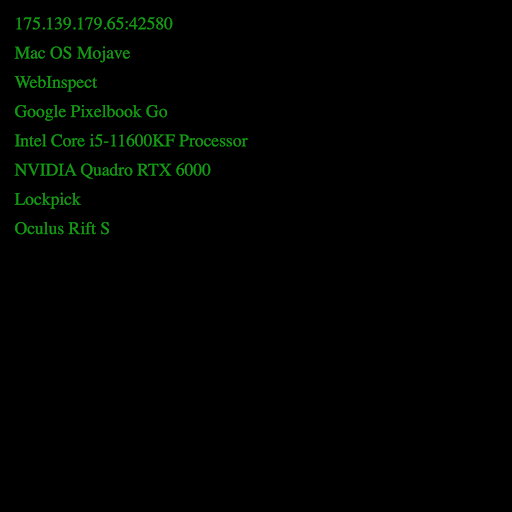 175.139.179.65:42580
Mac OS Mojave
WebInspect
Google Pixelbook Go
Intel Core i5-11600KF Processor
NVIDIA Quadro RTX 6000
Lockpick
Oculus Rift S